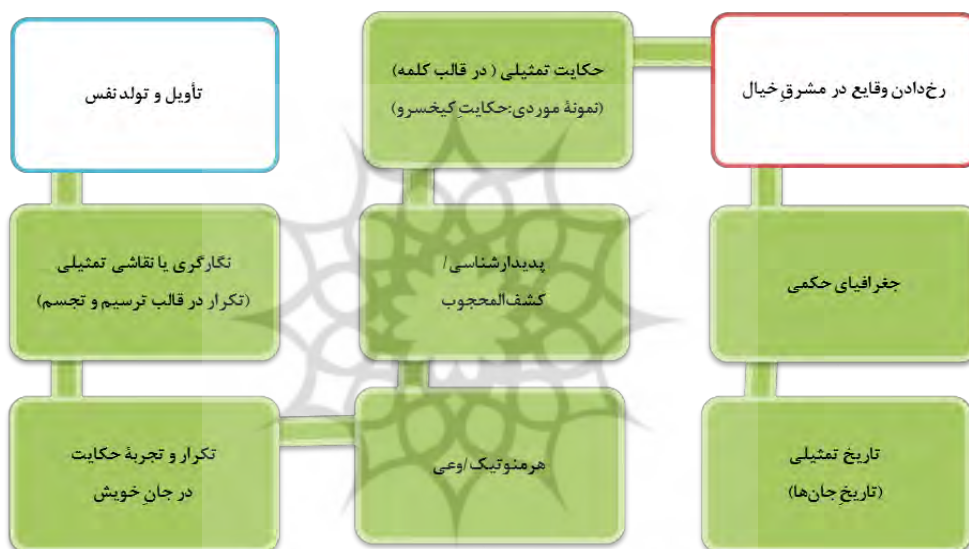 رخ‌دادن وقایع در مشرقِ خیال
جغرافیای حکمی
تاریخ تمثیلی
(تاریخِ جان‌ها)
حکایت تمثیلی ( در قالب کلمه)
(نمونۀ موردی:حکایتِ کیخسرو)
پدیدارشناسی/
کشف‌المحجوب
هرمنوتیک/وعی
تکرار و تجربۀ حکایت
در جانِ خویش
نگارگری یا نقاشی تمثیلی
(تکرار در قالب ترسیم و تجسم)
تأویل و تولد نفس